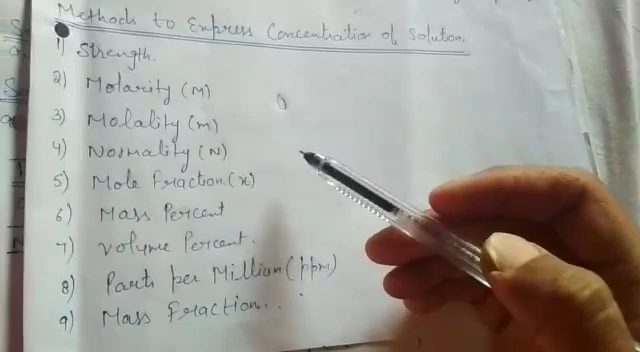 Methods to Express Concentration of Solution.
1) Strength.
2) Molarity (M)
3) Molality (m)
4) Normality (N)
5) Mole Fraction (x)
6) Mass Percent
7) Volume Percent.
8) Parts per Million (ppm)
9) Mass Fraction..